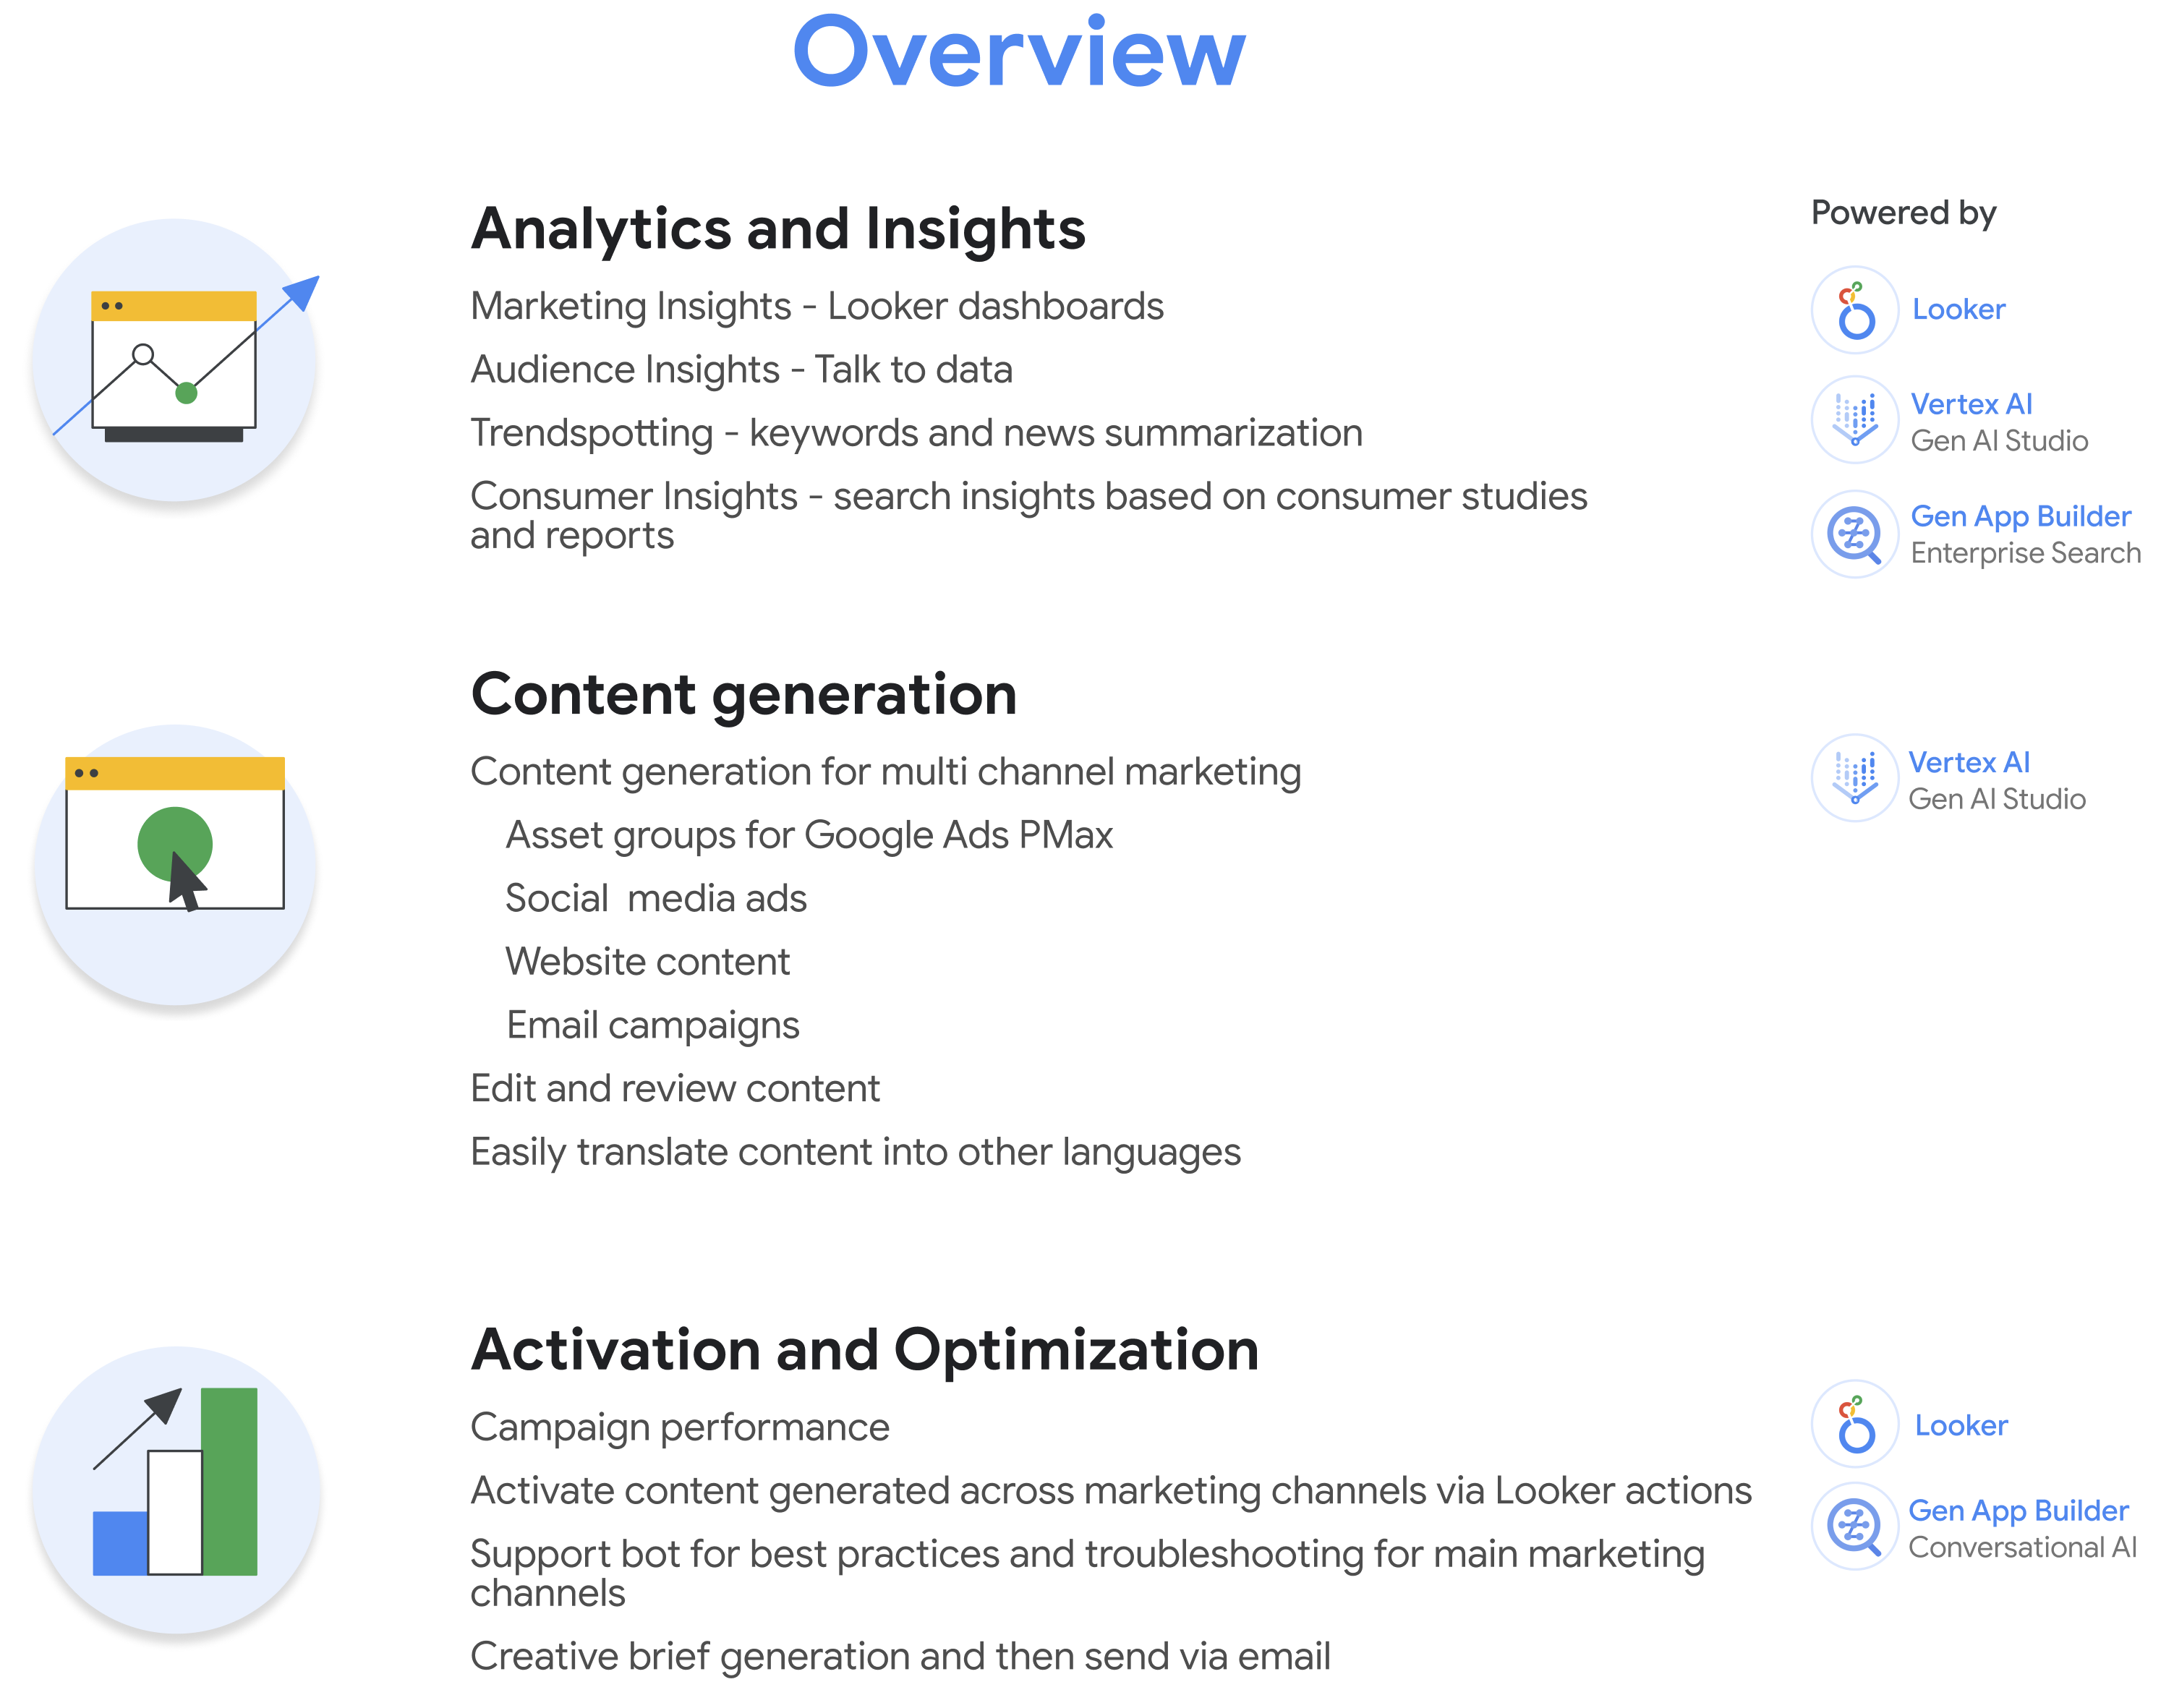 Overview
Analytics and Insights
Marketing Insights - Looker dashboards
Audience Insights - Talk to data
Trendspotting - keywords and news summarization
Consumer Insights - search insights based on consumer studies
and reports
Powered by
Looker
Vertex AI
Gen AI Studio
Gen App Builder
Enterprise Search
Content generation
Content generation for multi channel marketing
Asset groups for Google Ads PMax
Social  media ads
Website content
Email campaigns
Edit and review content
Easily translate content into other languages
Vertex AI
Gen AI Studio
Activation and Optimization
Campaign performance
Activate content generated across marketing channels via Looker actions
Support bot for best practices and troubleshooting for main marketing
channels
Creative brief generation and then send via email
Looker
Gen App Builder
Conversational AI